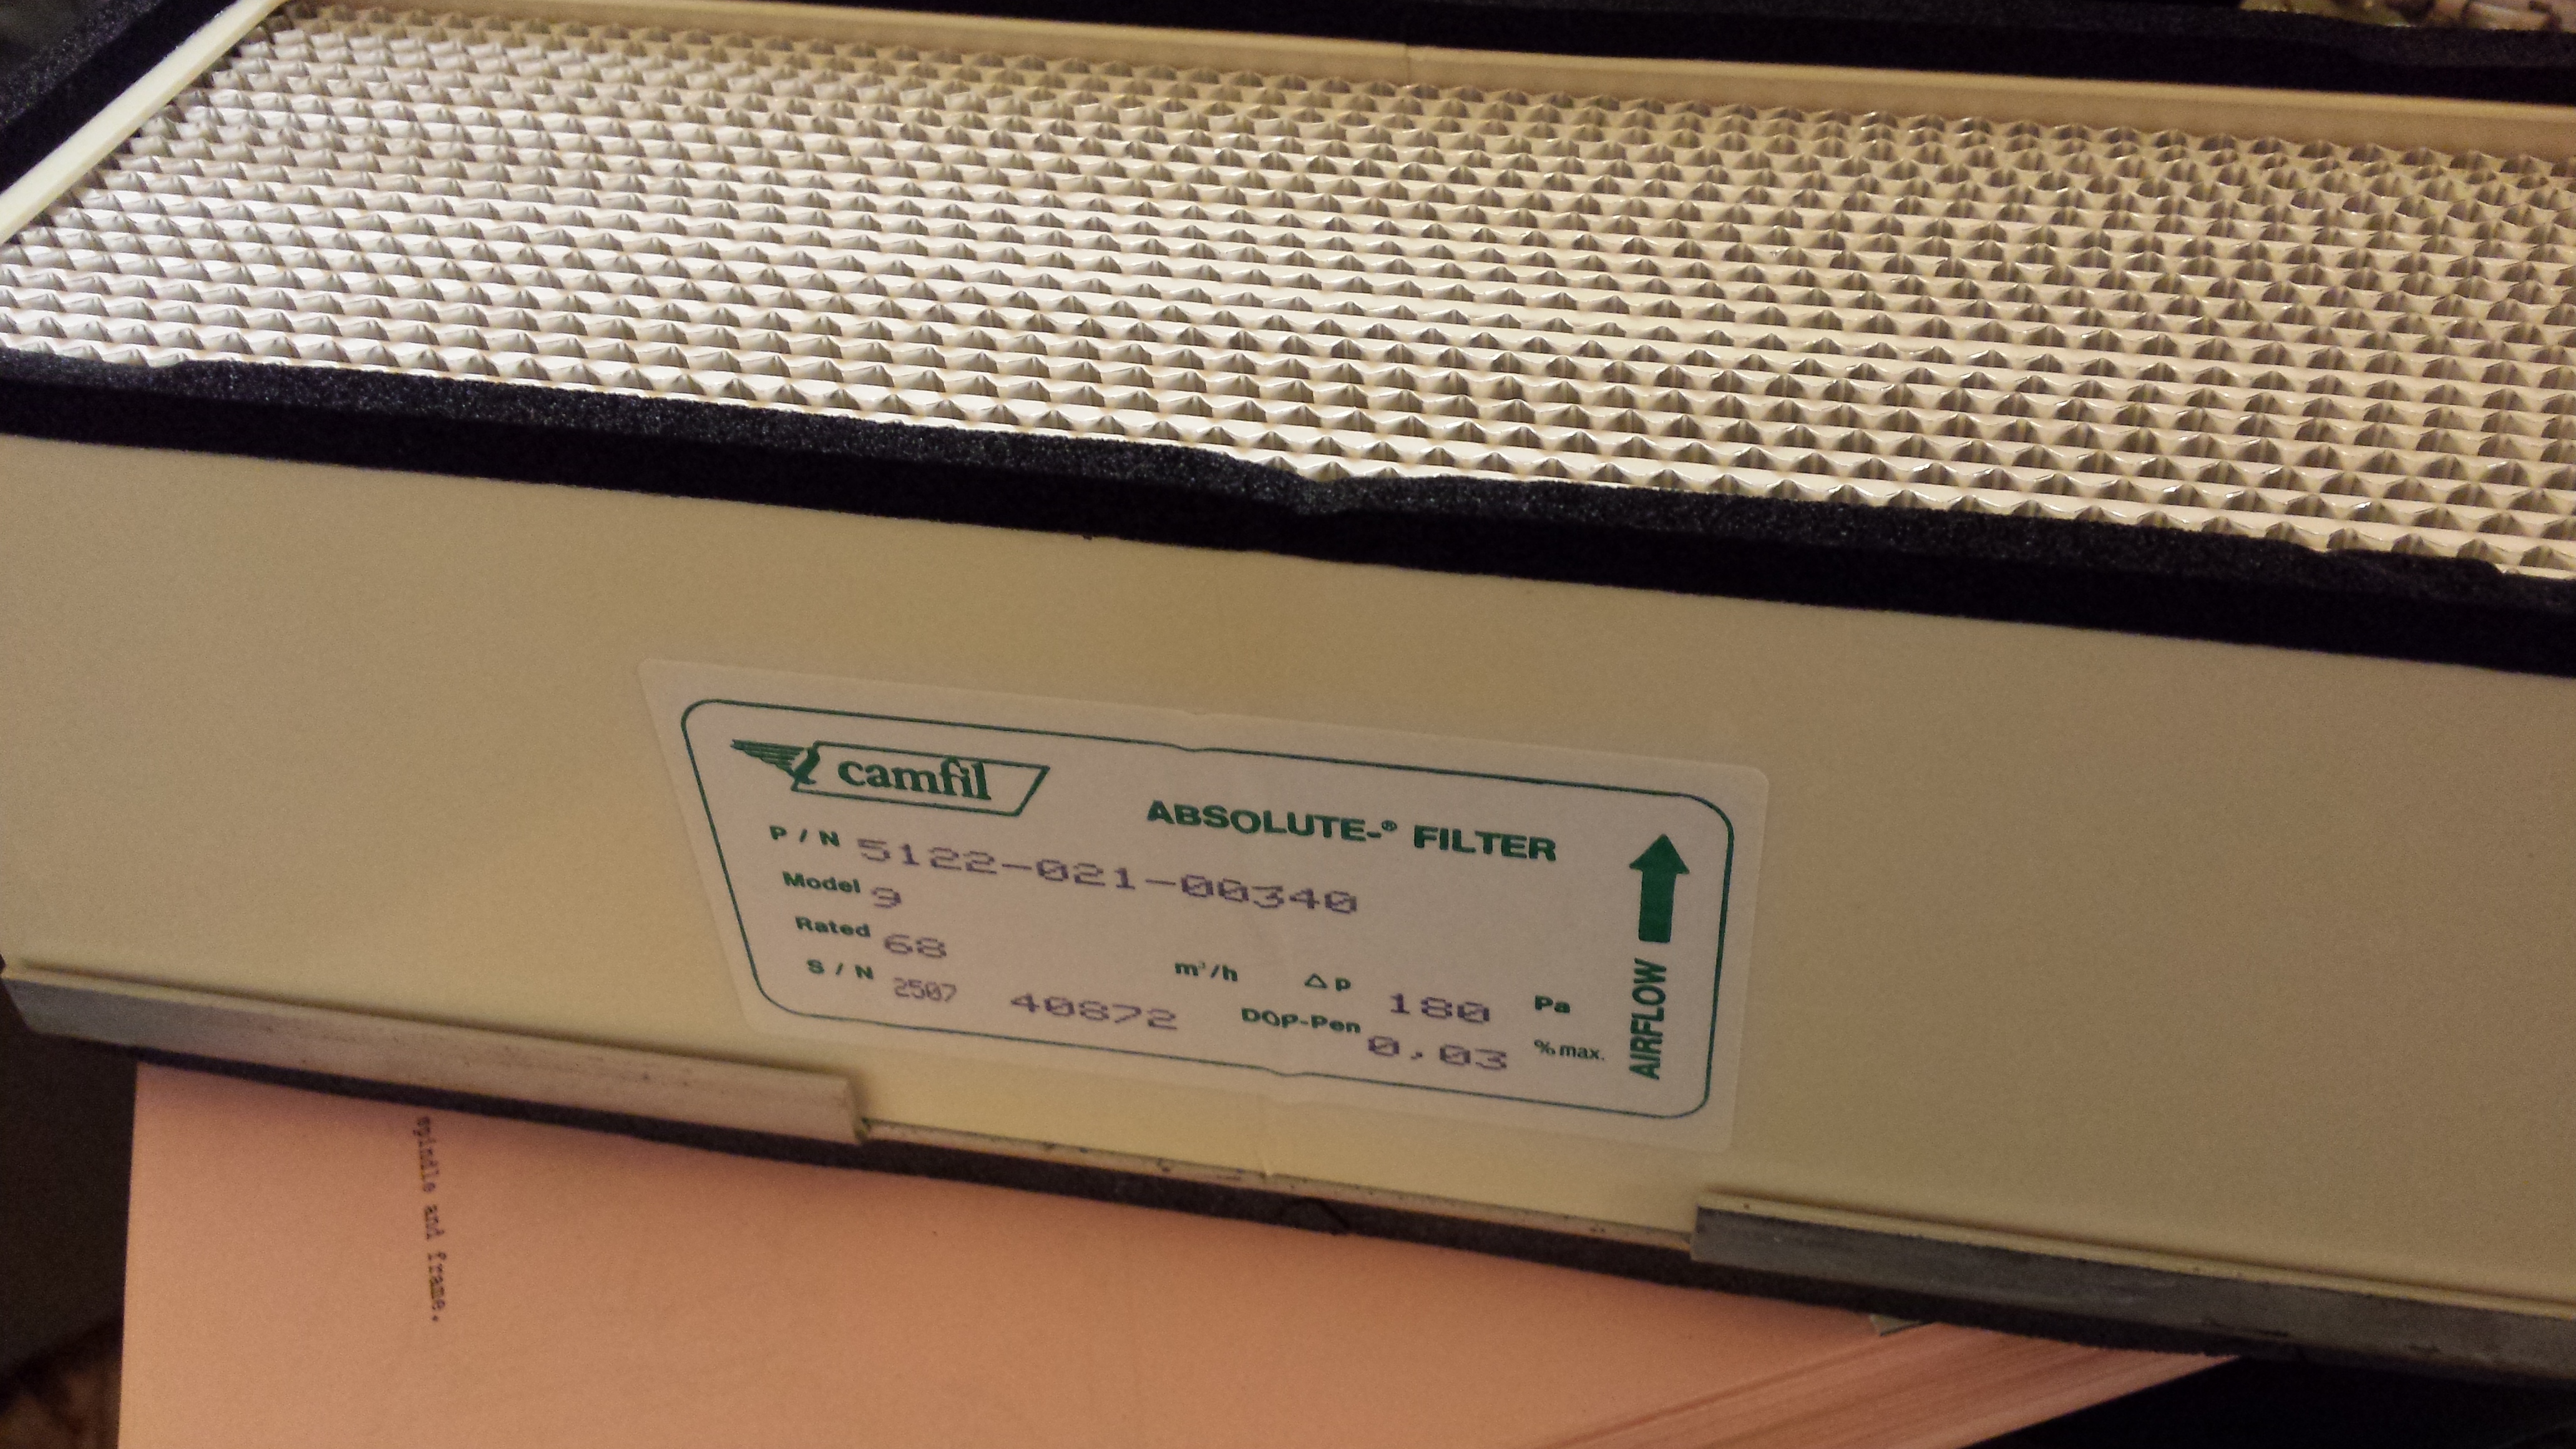 camfil
ABSOLUTE-® FILTER
P / N 5122-021-00340
Model 9
Rated 68 m³/h Δp 180 Pa
S / N 2507 40872 DOP-Pen 0,03 % max.
AIRFLOW
spindle and frame.